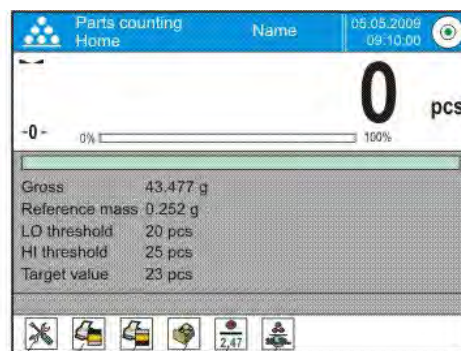 Parts counting Name 05.05.2009
Home 09:10:00
0 pcs
-0- 0% 100%
Gross 43.477 g
Reference mass 0.252 g
LO threshold 20 pcs
HI threshold 25 pcs
Target value 23 pcs
2,47